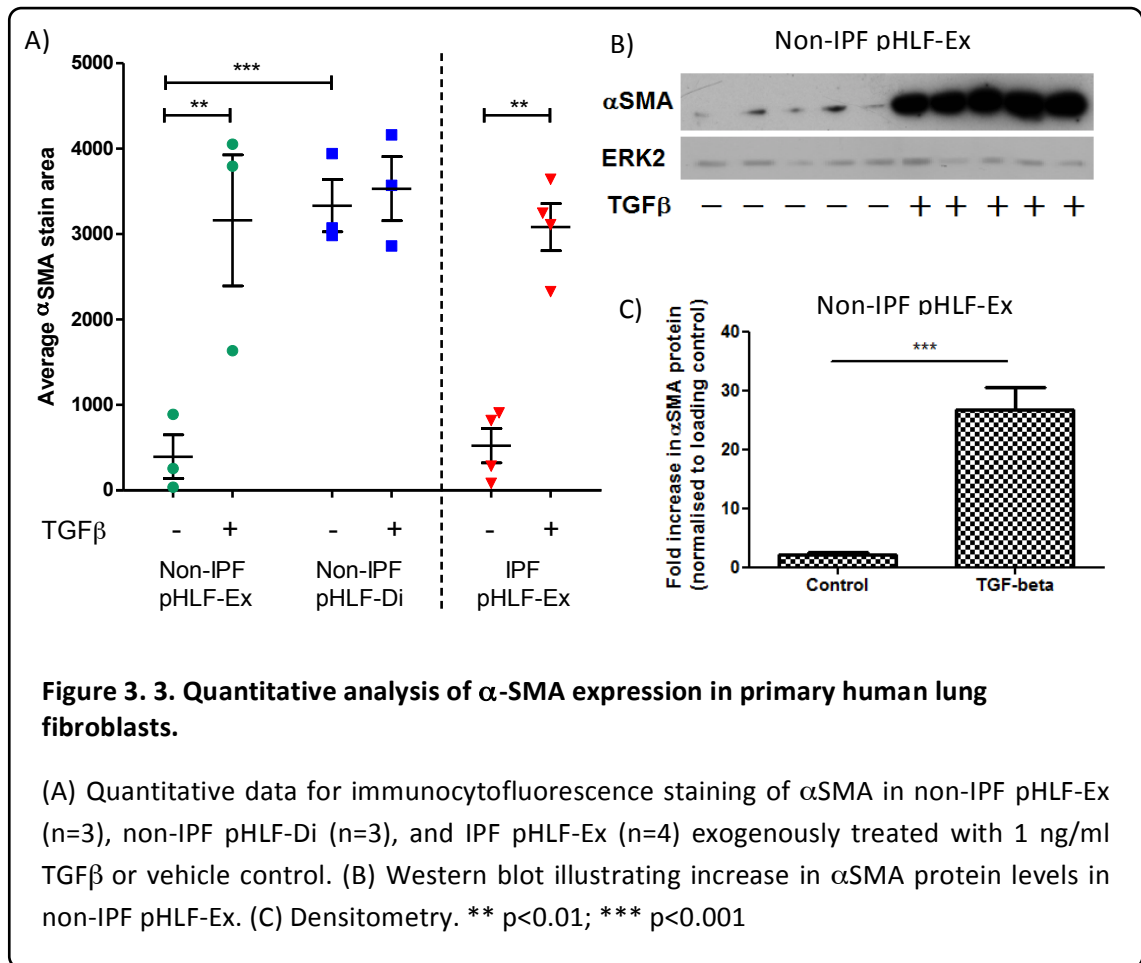 A)
5000
4000
3000
2000
1000
0
Average αSMA stain area
***
**
**
TGFβ - + - + - +
Non-IPF pHLF-Ex
Non-IPF pHLF-Di
IPF pHLF-Ex
B)
Non-IPF pHLF-Ex
αSMA
ERK2
TGFβ − − − − − + + + + +
C)
Non-IPF pHLF-Ex
Fold increase in αSMA protein
(normalised to loading control)
40
30
20
10
0
***
Control TGF-beta
Figure 3. 3. Quantitative analysis of α-SMA expression in primary human lung
fibroblasts.
(A) Quantitative data for immunocytofluorescence staining of αSMA in non-IPF pHLF-Ex
(n=3), non-IPF pHLF-Di (n=3), and IPF pHLF-Ex (n=4) exogenously treated with 1 ng/ml
TGFβ or vehicle control. (B) Western blot illustrating increase in αSMA protein levels in
non-IPF pHLF-Ex. (C) Densitometry. ** p<0.01; *** p<0.001